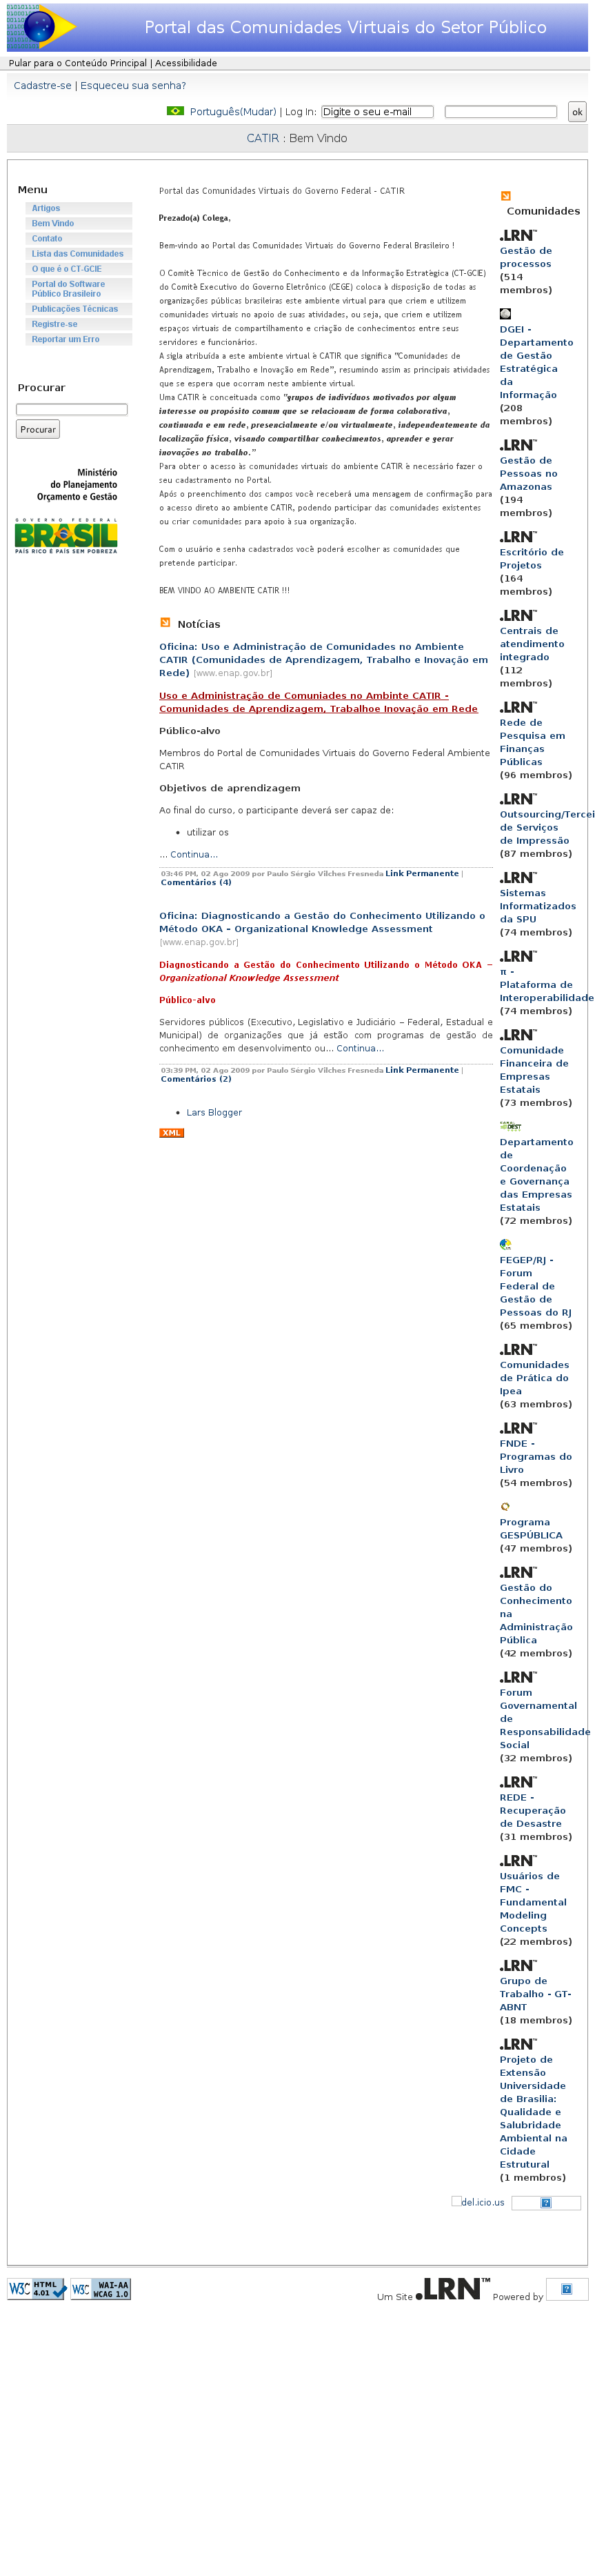 Portal das Comunidades Virtuais do Setor Público
Pular para o Conteúdo Principal | Acessibilidade
Cadastre-se | Esqueceu sua senha?
Português(Mudar) | Log In: Digite o seu e-mail ok
CATIR : Bem Vindo
Menu
Artigos
Bem Vindo
Contato
Lista das Comunidades
O que é o CT-GCIE
Portal do Software
Público Brasileiro
Publicações Técnicas
Registre-se
Reportar um Erro
Procurar
Procurar
Ministério
do Planejamento
Orçamento e Gestão
GOVERNO FEDERAL
BRASIL
PAÍS RICO É PAÍS SEM POBREZA
Portal das Comunidades Virtuais do Governo Federal - CATIR
Prezado(a) Colega,
Bem-vindo ao Portal das Comunidades Virtuais do Governo Federal Brasileiro !
O Comitê Técnico de Gestão do Conhecimento e da Informação Estratégica (CT-GCIE)
do Comitê Executivo de Governo Eletrônico (CEGE) coloca à disposição de todas as
organizações públicas brasileiras este ambiente virtual para que criem e utilizem
comunidades virtuais no apoio de suas atividades, ou seja, que criem e utilizem
espaços virtuais de compartilhamento e criação de conhecimentos entre seus
servidores e funcionários.
A sigla atribuída a este ambiente virtual é CATIR que significa "Comunidades de
Aprendizagem, Trabalho e Inovação em Rede", resumindo assim as principais atividades
que se espera que ocorram neste ambiente virtual.
Uma CATIR é conceituada como "grupos de indivíduos motivados por algum
interesse ou propósito comum que se relacionam de forma colaborativa,
continuada e em rede, presencialmente e/ou virtualmente, independentemente da
localização física, visando compartilhar conhecimentos, aprender e gerar
inovações no trabalho."
Para obter o acesso às comunidades virtuais do ambiente CATIR é necessário fazer o
seu cadastramento no Portal.
Após o preenchimento dos campos você receberá uma mensagem de confirmação para
o acesso direto ao ambiente CATIR, podendo participar das comunidades existentes
ou criar comunidades para apoio à sua organização.
Com o usuário e senha cadastrados você poderá escolher as comunidades que
pretende participar.
BEM VINDO AO AMBIENTE CATIR !!!
Notícias
Oficina: Uso e Administração de Comunidades no Ambiente
CATIR (Comunidades de Aprendizagem, Trabalho e Inovação em
Rede) [www.enap.gov.br]
Uso e Administração de Comuniades no Ambinte CATIR -
Comunidades de Aprendizagem, Trabalhoe Inovação em Rede
Público-alvo
Membros do Portal de Comunidades Virtuais do Governo Federal Ambiente
CATIR
Objetivos de aprendizagem
Ao final do curso, o participante deverá ser capaz de:
• utilizar os
... Continua...
03:46 PM, 02 Ago 2009 por Paulo Sérgio Vilches Fresneda Link Permanente |
Comentários (4)
Oficina: Diagnosticando a Gestão do Conhecimento Utilizando o
Método OKA – Organizational Knowledge Assessment
[www.enap.gov.br]
Diagnosticando a Gestão do Conhecimento Utilizando o Método OKA –
Organizational Knowledge Assessment
Público-alvo
Servidores públicos (Executivo, Legislativo e Judiciário – Federal, Estadual e
Municipal) de organizações que já estão com programas de gestão de
conhecimento em desenvolvimento ou... Continua...
03:39 PM, 02 Ago 2009 por Paulo Sérgio Vilches Fresneda Link Permanente |
Comentários (2)
• Lars Blogger
XML
Comunidades
.LRN™
Gestão de
processos
(514
membros)
DGEI -
Departamento
de Gestão
Estratégica
da
Informação
(208
membros)
.LRN™
Gestão de
Pessoas no
Amazonas
(194
membros)
.LRN™
Escritório de
Projetos
(164
membros)
.LRN™
Centrais de
atendimento
integrado
(112
membros)
.LRN™
Rede de
Pesquisa em
Finanças
Públicas
(96 membros)
.LRN™
Outsourcing/Tercei
de Serviços
de Impressão
(87 membros)
.LRN™
Sistemas
Informatizados
da SPU
(74 membros)
.LRN™
π -
Plataforma de
Interoperabilidade
(74 membros)
.LRN™
Comunidade
Financeira de
Empresas
Estatais
(73 membros)
DEST
Departamento
de
Coordenação
e Governança
das Empresas
Estatais
(72 membros)
FEGEP/RJ -
Forum
Federal de
Gestão de
Pessoas do RJ
(65 membros)
.LRN™
Comunidades
de Prática do
Ipea
(63 membros)
.LRN™
FNDE -
Programas do
Livro
(54 membros)
Programa
GESPÚBLICA
(47 membros)
.LRN™
Gestão do
Conhecimento
na
Administração
Pública
(42 membros)
.LRN™
Forum
Governamental
de
Responsabilidade
Social
(32 membros)
.LRN™
REDE -
Recuperação
de Desastre
(31 membros)
.LRN™
Usuários de
FMC -
Fundamental
Modeling
Concepts
(22 membros)
.LRN™
Grupo de
Trabalho - GT-
ABNT
(18 membros)
.LRN™
Projeto de
Extensão
Universidade
de Brasilia:
Qualidade e
Salubridade
Ambiental na
Cidade
Estrutural
(1 membros)
del.icio.us ?
W3C HTML 4.01 W3C WAI-AA WCAG 1.0
Um Site .LRN™ Powered by ?